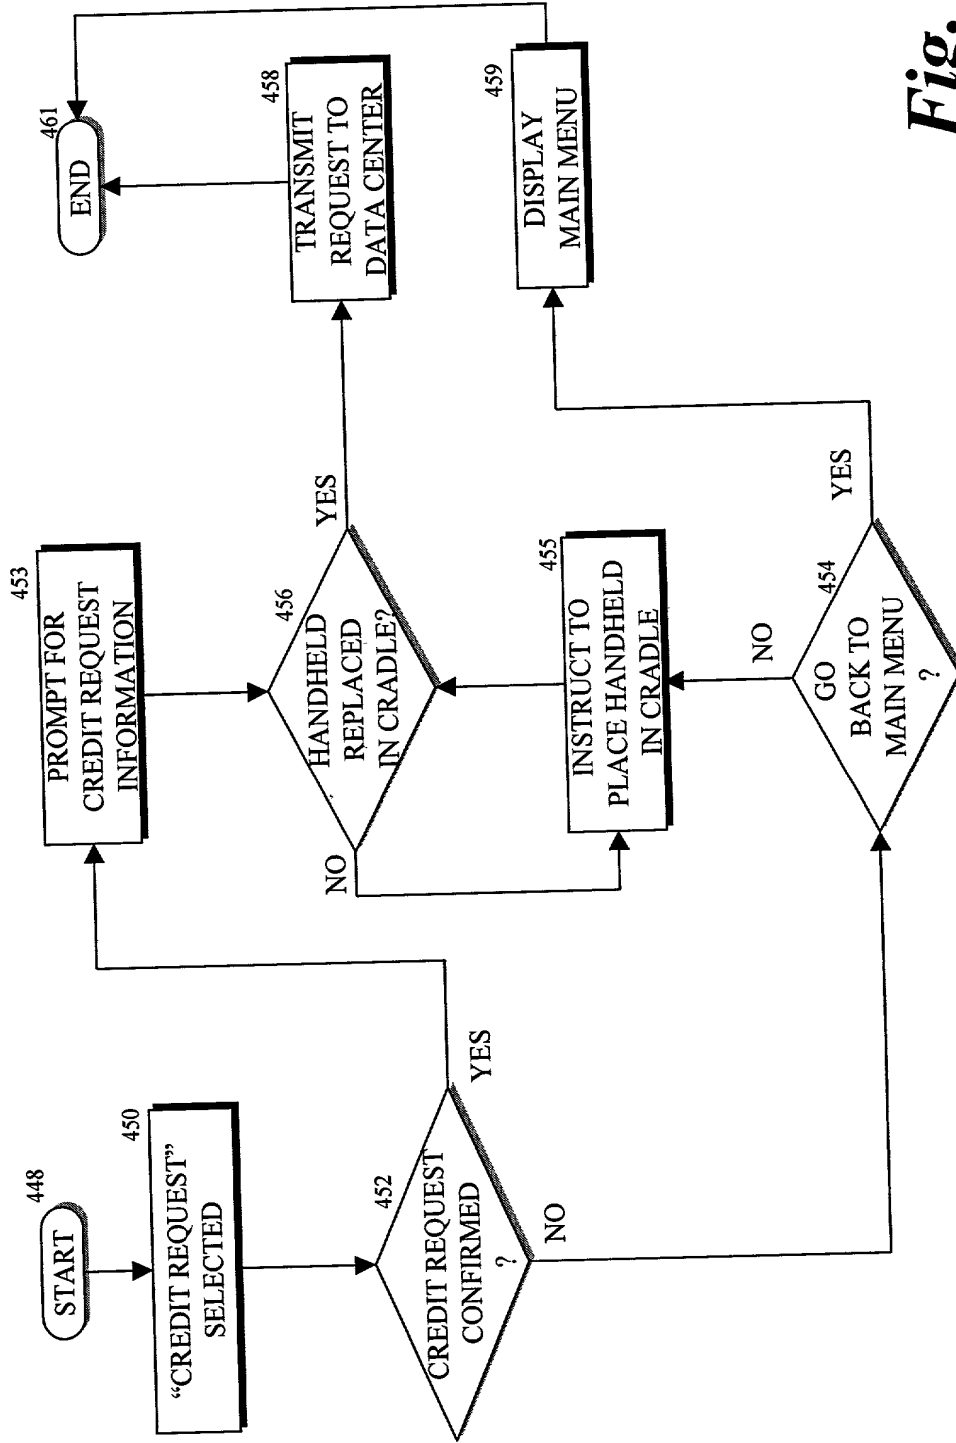 448
START
450
"CREDIT REQUEST"
SELECTED
452
CREDIT REQUEST
CONFIRMED
?
YES
NO
453
PROMPT FOR
CREDIT REQUEST
INFORMATION
456
HANDHELD
REPLACED
IN CRADLE?
YES
NO
455
INSTRUCT TO
PLACE HANDHELD
IN CRADLE
NO
454
GO
BACK TO
MAIN MENU
?
YES
461
END
458
TRANSMIT
REQUEST TO
DATA CENTER
459
DISPLAY
MAIN MENU
Fig.